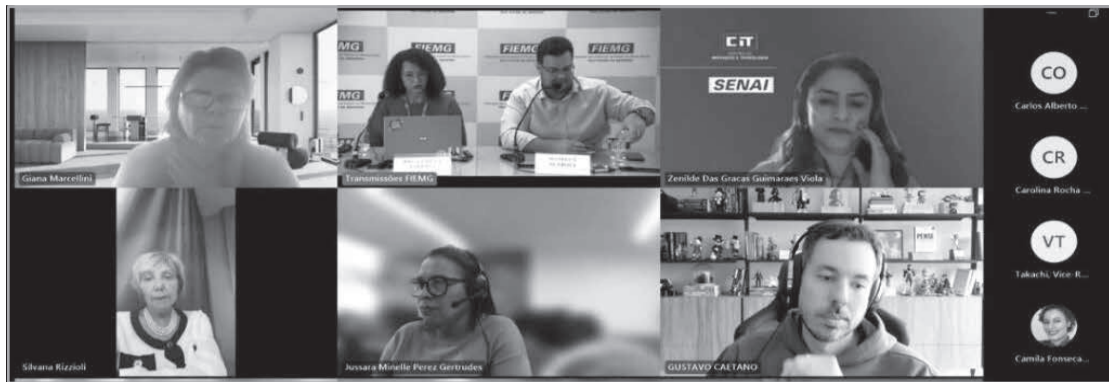 Giana Marcellini
FIEMG
FIEMG
FIEMG
Transmissões FIEMG
CIT
SENAI
Zenilde Das Gracas Guimaraes Viola
Silvana Rizzioli
Jussara Minelle Perez Gertrudes
GUSTAVO CAETANO
CO
Carlos Alberto ...
CR
Carolina Rocha ...
VT
Takachi, Vice-R...
Camila Fonseca...